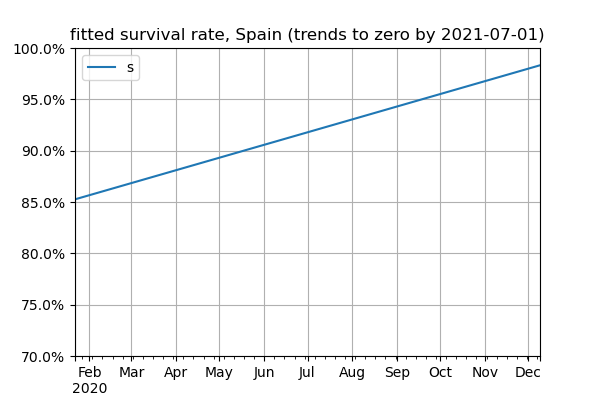 fitted survival rate, Spain (trends to zero by 2021-07-01)
100.0%
s
95.0%
90.0%
85.0%
80.0%
75.0%
70.0%
Feb Mar Apr May Jun Jul Aug Sep Oct Nov Dec
2020